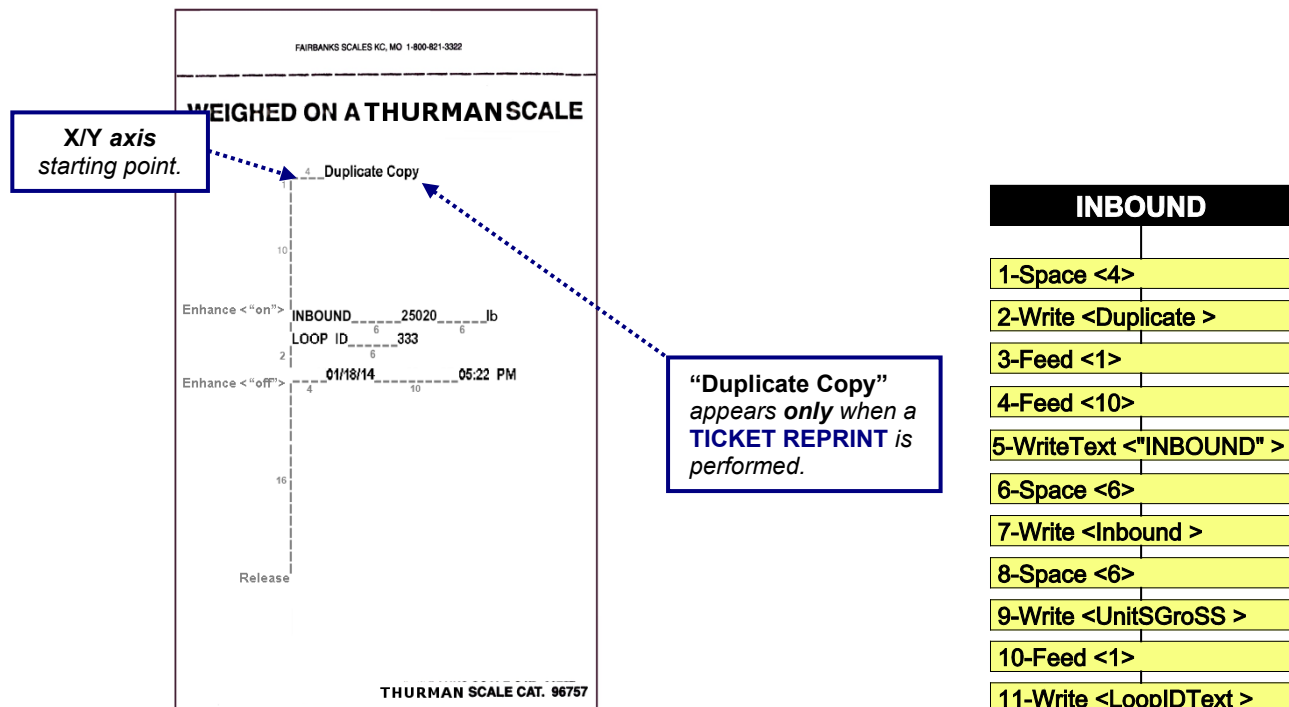 FAIRBANKS SCALES KC, MO 1-800-821-3322
WEIGHED ON A THURMAN SCALE
X/Y axis
starting point.
4
Duplicate Copy
1
10
Enhance <“on”>
INBOUND 25020 lb
6 6
LOOP ID 333
6
2
Enhance <“off”>
01/18/14 05:22 PM
4 10
16
Release
THURMAN SCALE CAT. 96757
“Duplicate Copy”
appears only when a
TICKET REPRINT is
performed.
INBOUND
1-Space <4>
2-Write <Duplicate >
3-Feed <1>
4-Feed <10>
5-WriteText <"INBOUND" >
6-Space <6>
7-Write <Inbound >
8-Space <6>
9-Write <UnitSGroSS >
10-Feed <1>
11-Write <LoopIDText >